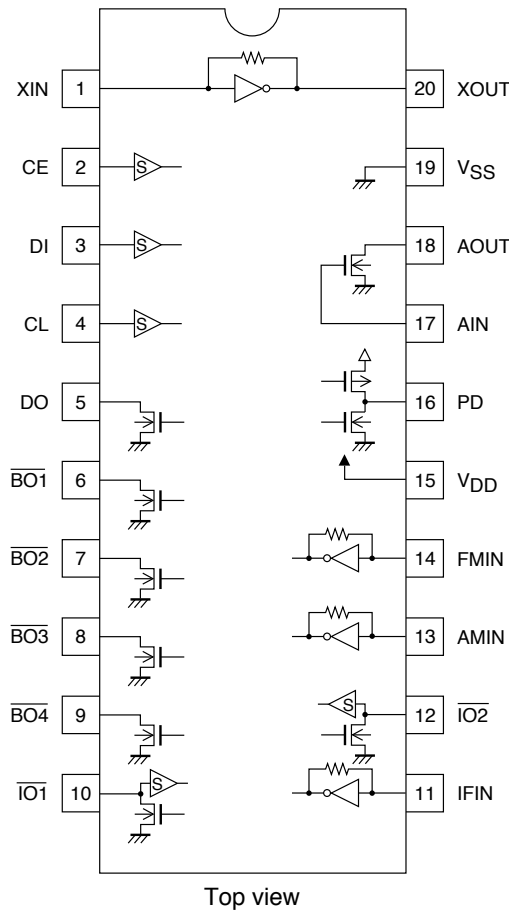 XIN 1 20 XOUT
CE 2 S 19 VSS
DI 3 S 18 AOUT
CL 4 S 17 AIN
DO 5 16 PD
BO1 6 15 VDD
BO2 7 14 FMIN
BO3 8 13 AMIN
BO4 9 S 12 IO2
IO1 10 S 11 IFIN
Top view